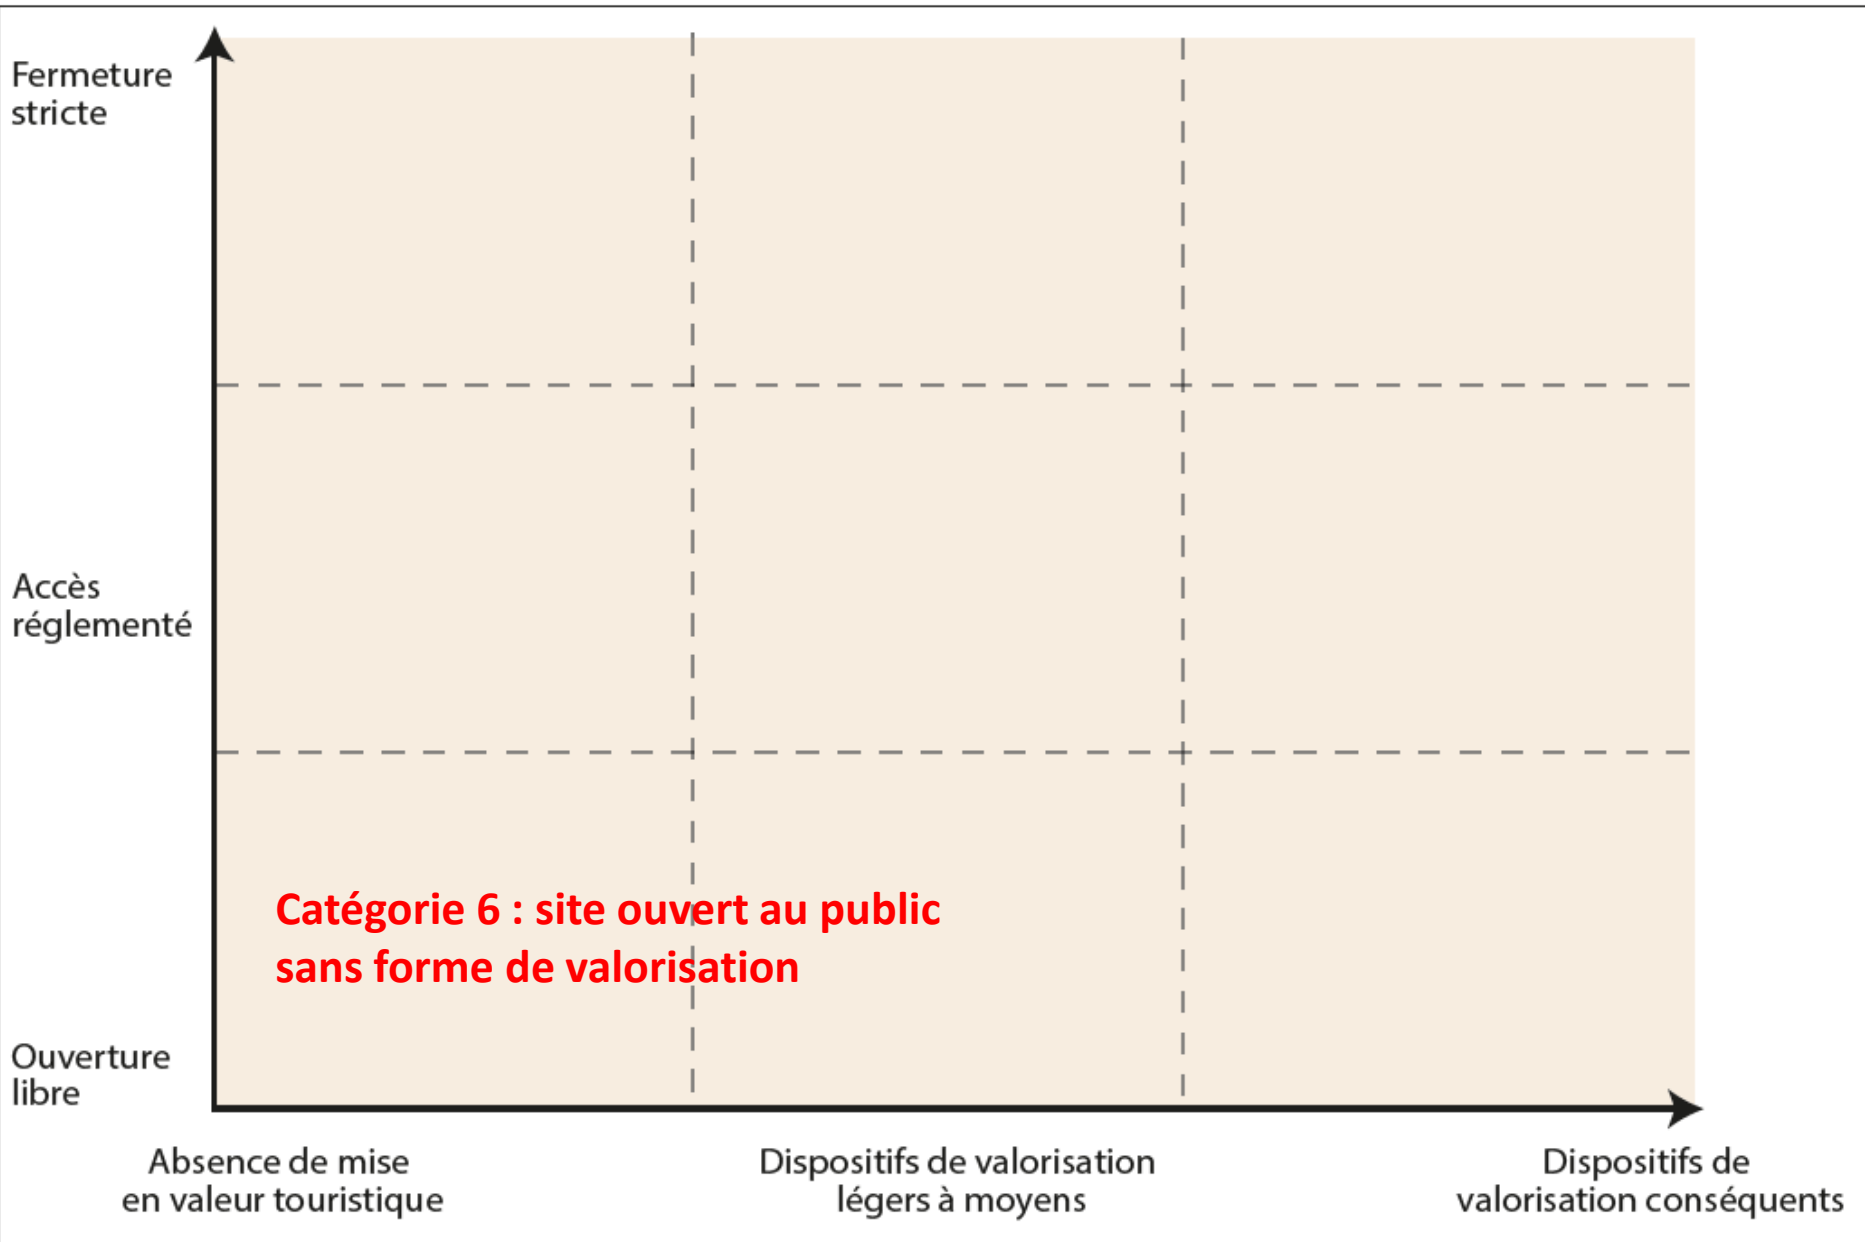 Fermeture
stricte
Accès
réglementé
Catégorie 6 : site ouvert au public
sans forme de valorisation
Ouverture
libre
Absence de mise
en valeur touristique
Dispositifs de valorisation
légers à moyens
Dispositifs de
valorisation conséquents